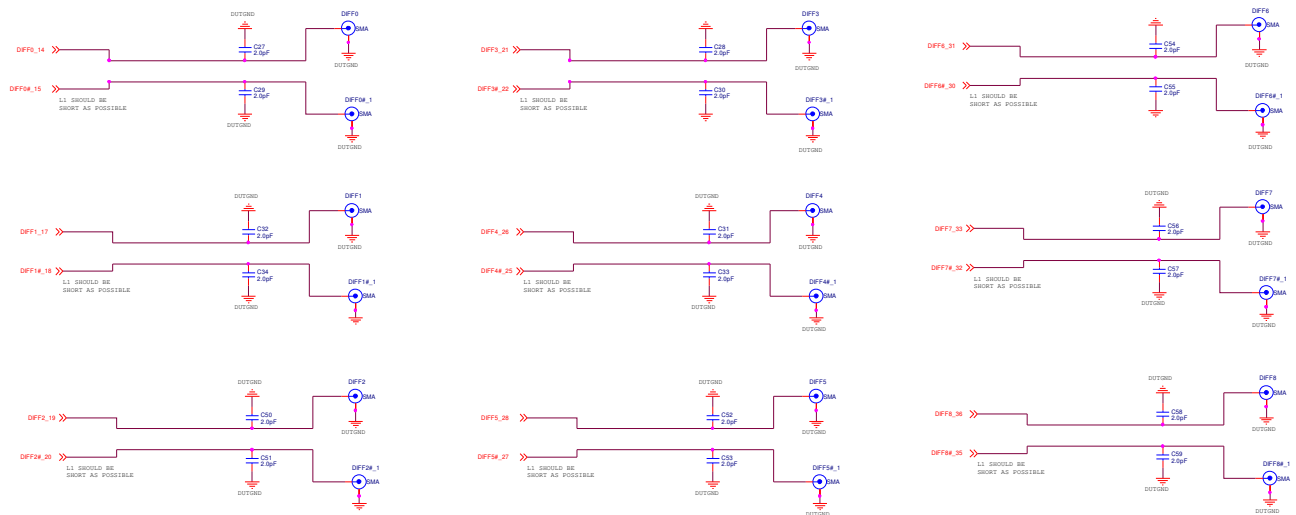 DUTGND
DIFF0
SMA
DIFF0_14
C27
2.0pF
DUTGND
DIFF0#_15
C29
2.0pF
L1 SHOULD BE
SHORT AS POSSIBLE
DIFF0#_1
SMA
DUTGND
DUTGND
DIFF3
SMA
DIFF3_21
C28
2.0pF
DUTGND
DIFF3#_22
C30
2.0pF
L1 SHOULD BE
SHORT AS POSSIBLE
DIFF3#_1
SMA
DUTGND
DIFF6
SMA
DIFF6_31
C54
2.0pF
DUTGND
DIFF6#_30
C55
2.0pF
L1 SHOULD BE
SHORT AS POSSIBLE
DIFF6#_1
SMA
DUTGND
DUTGND
DIFF1
SMA
DIFF1_17
C32
2.0pF
DUTGND
DIFF1#_18
C34
2.0pF
L1 SHOULD BE
SHORT AS POSSIBLE
DIFF1#_1
SMA
DUTGND
DUTGND
DIFF4
SMA
DIFF4_26
C31
2.0pF
DUTGND
DIFF4#_25
C33
2.0pF
L1 SHOULD BE
SHORT AS POSSIBLE
DIFF4#_1
SMA
DUTGND
DUTGND
DIFF7
SMA
DIFF7_33
C56
2.0pF
DUTGND
DIFF7#_32
C57
2.0pF
L1 SHOULD BE
SHORT AS POSSIBLE
DIFF7#_1
SMA
DUTGND
DUTGND
DUTGND
DIFF2
SMA
DIFF2_19
C50
2.0pF
DUTGND
DIFF2#_20
C51
2.0pF
L1 SHOULD BE
SHORT AS POSSIBLE
DIFF2#_1
SMA
DUTGND
DUTGND
DIFF5
SMA
DIFF5_28
C52
2.0pF
DUTGND
DIFF5#_27
C53
2.0pF
L1 SHOULD BE
SHORT AS POSSIBLE
DIFF5#_1
SMA
DUTGND
DUTGND
DUTGND
DIFF8
SMA
DIFF8_36
C58
2.0pF
DUTGND
DIFF8#_35
C59
2.0pF
L1 SHOULD BE
SHORT AS POSSIBLE
DIFF8#_1
SMA
DUTGND
DUTGND